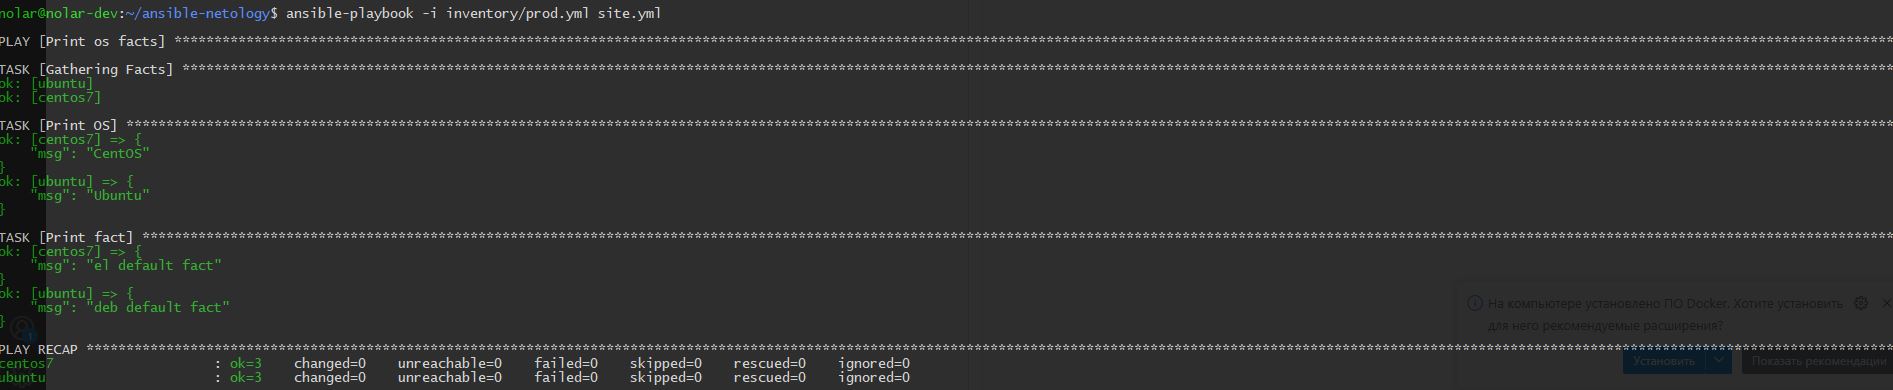 nolar@nolar-dev:~/ansible-netology$ ansible-playbook -i inventory/prod.yml site.yml
PLAY [Print os facts] ****************************************************************************************************************************************************************************************************************************
TASK [Gathering Facts] ***************************************************************************************************************************************************************************************************************************
ok: [ubuntu]
ok: [centos7]
TASK [Print OS] **********************************************************************************************************************************************************************************************************************************
ok: [centos7] => {
    "msg": "CentOS"
}
ok: [ubuntu] => {
    "msg": "Ubuntu"
}
TASK [Print fact] ********************************************************************************************************************************************************************************************************************************
ok: [centos7] => {
    "msg": "el default fact"
}
ok: [ubuntu] => {
    "msg": "deb default fact"
}
На компьютере установлено ПО Docker. Хотите установить
для него рекомендуемые расширения?
PLAY RECAP ***************************************************************************************************************************************************************************************************************************************
centos7                    : ok=3    changed=0    unreachable=0    failed=0    skipped=0    rescued=0    ignored=0
ubuntu                     : ok=3    changed=0    unreachable=0    failed=0    skipped=0    rescued=0    ignored=0
Установить
Показать рекомендации
1